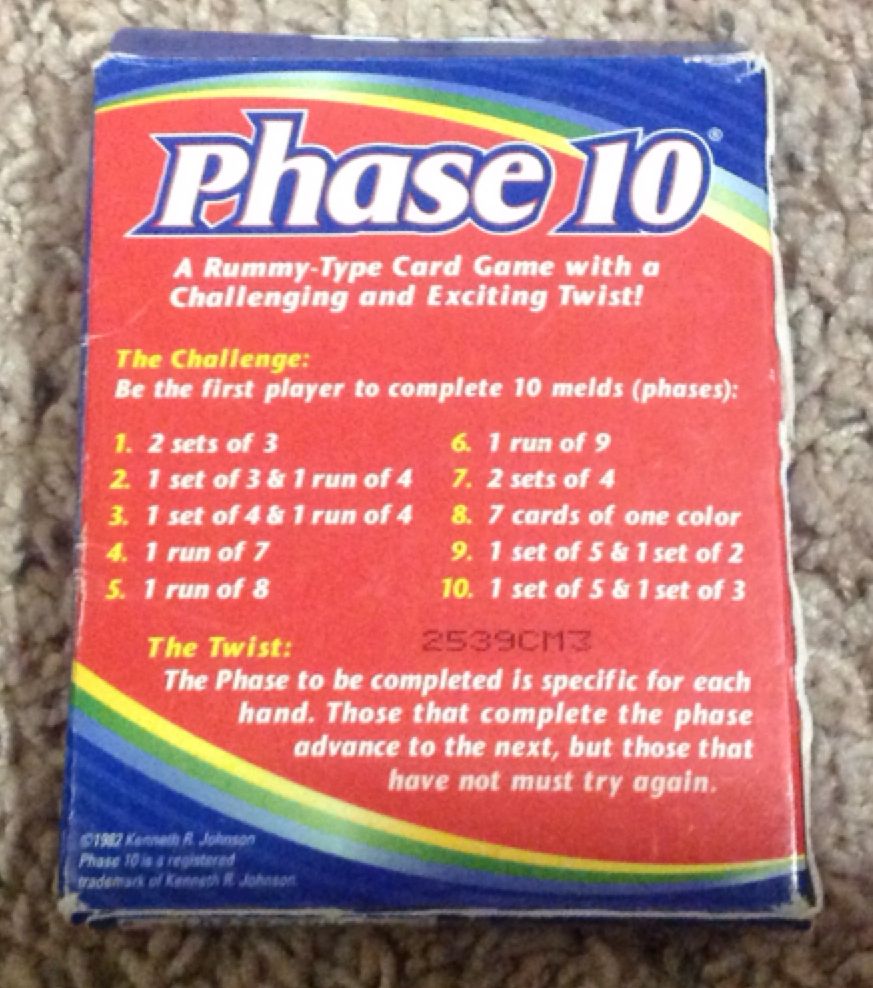 Phase 10®
A Rummy-Type Card Game with a
Challenging and Exciting Twist!
The Challenge:
Be the first player to complete 10 melds (phases):
1. 2 sets of 3
2. 1 set of 3 & 1 run of 4
3. 1 set of 4 & 1 run of 4
4. 1 run of 7
5. 1 run of 8
6. 1 run of 9
7. 2 sets of 4
8. 7 cards of one color
9. 1 set of 5 & 1 set of 2
10. 1 set of 5 & 1 set of 3
The Twist:
2539CM3
The Phase to be completed is specific for each
hand. Those that complete the phase
advance to the next, but those that
have not must try again.
©1982 Kenneth R. Johnson
Phase 10 is a registered
trademark of Kenneth R. Johnson.